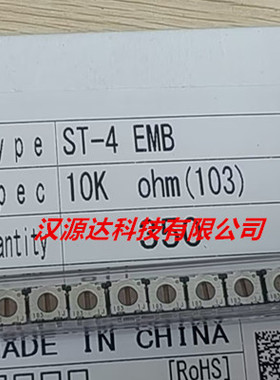 ype ST-4 EMB
pec 10K ohm(103)
汉源达科技有限公司
antity 350
ADE IN CHINA
[RoHS]